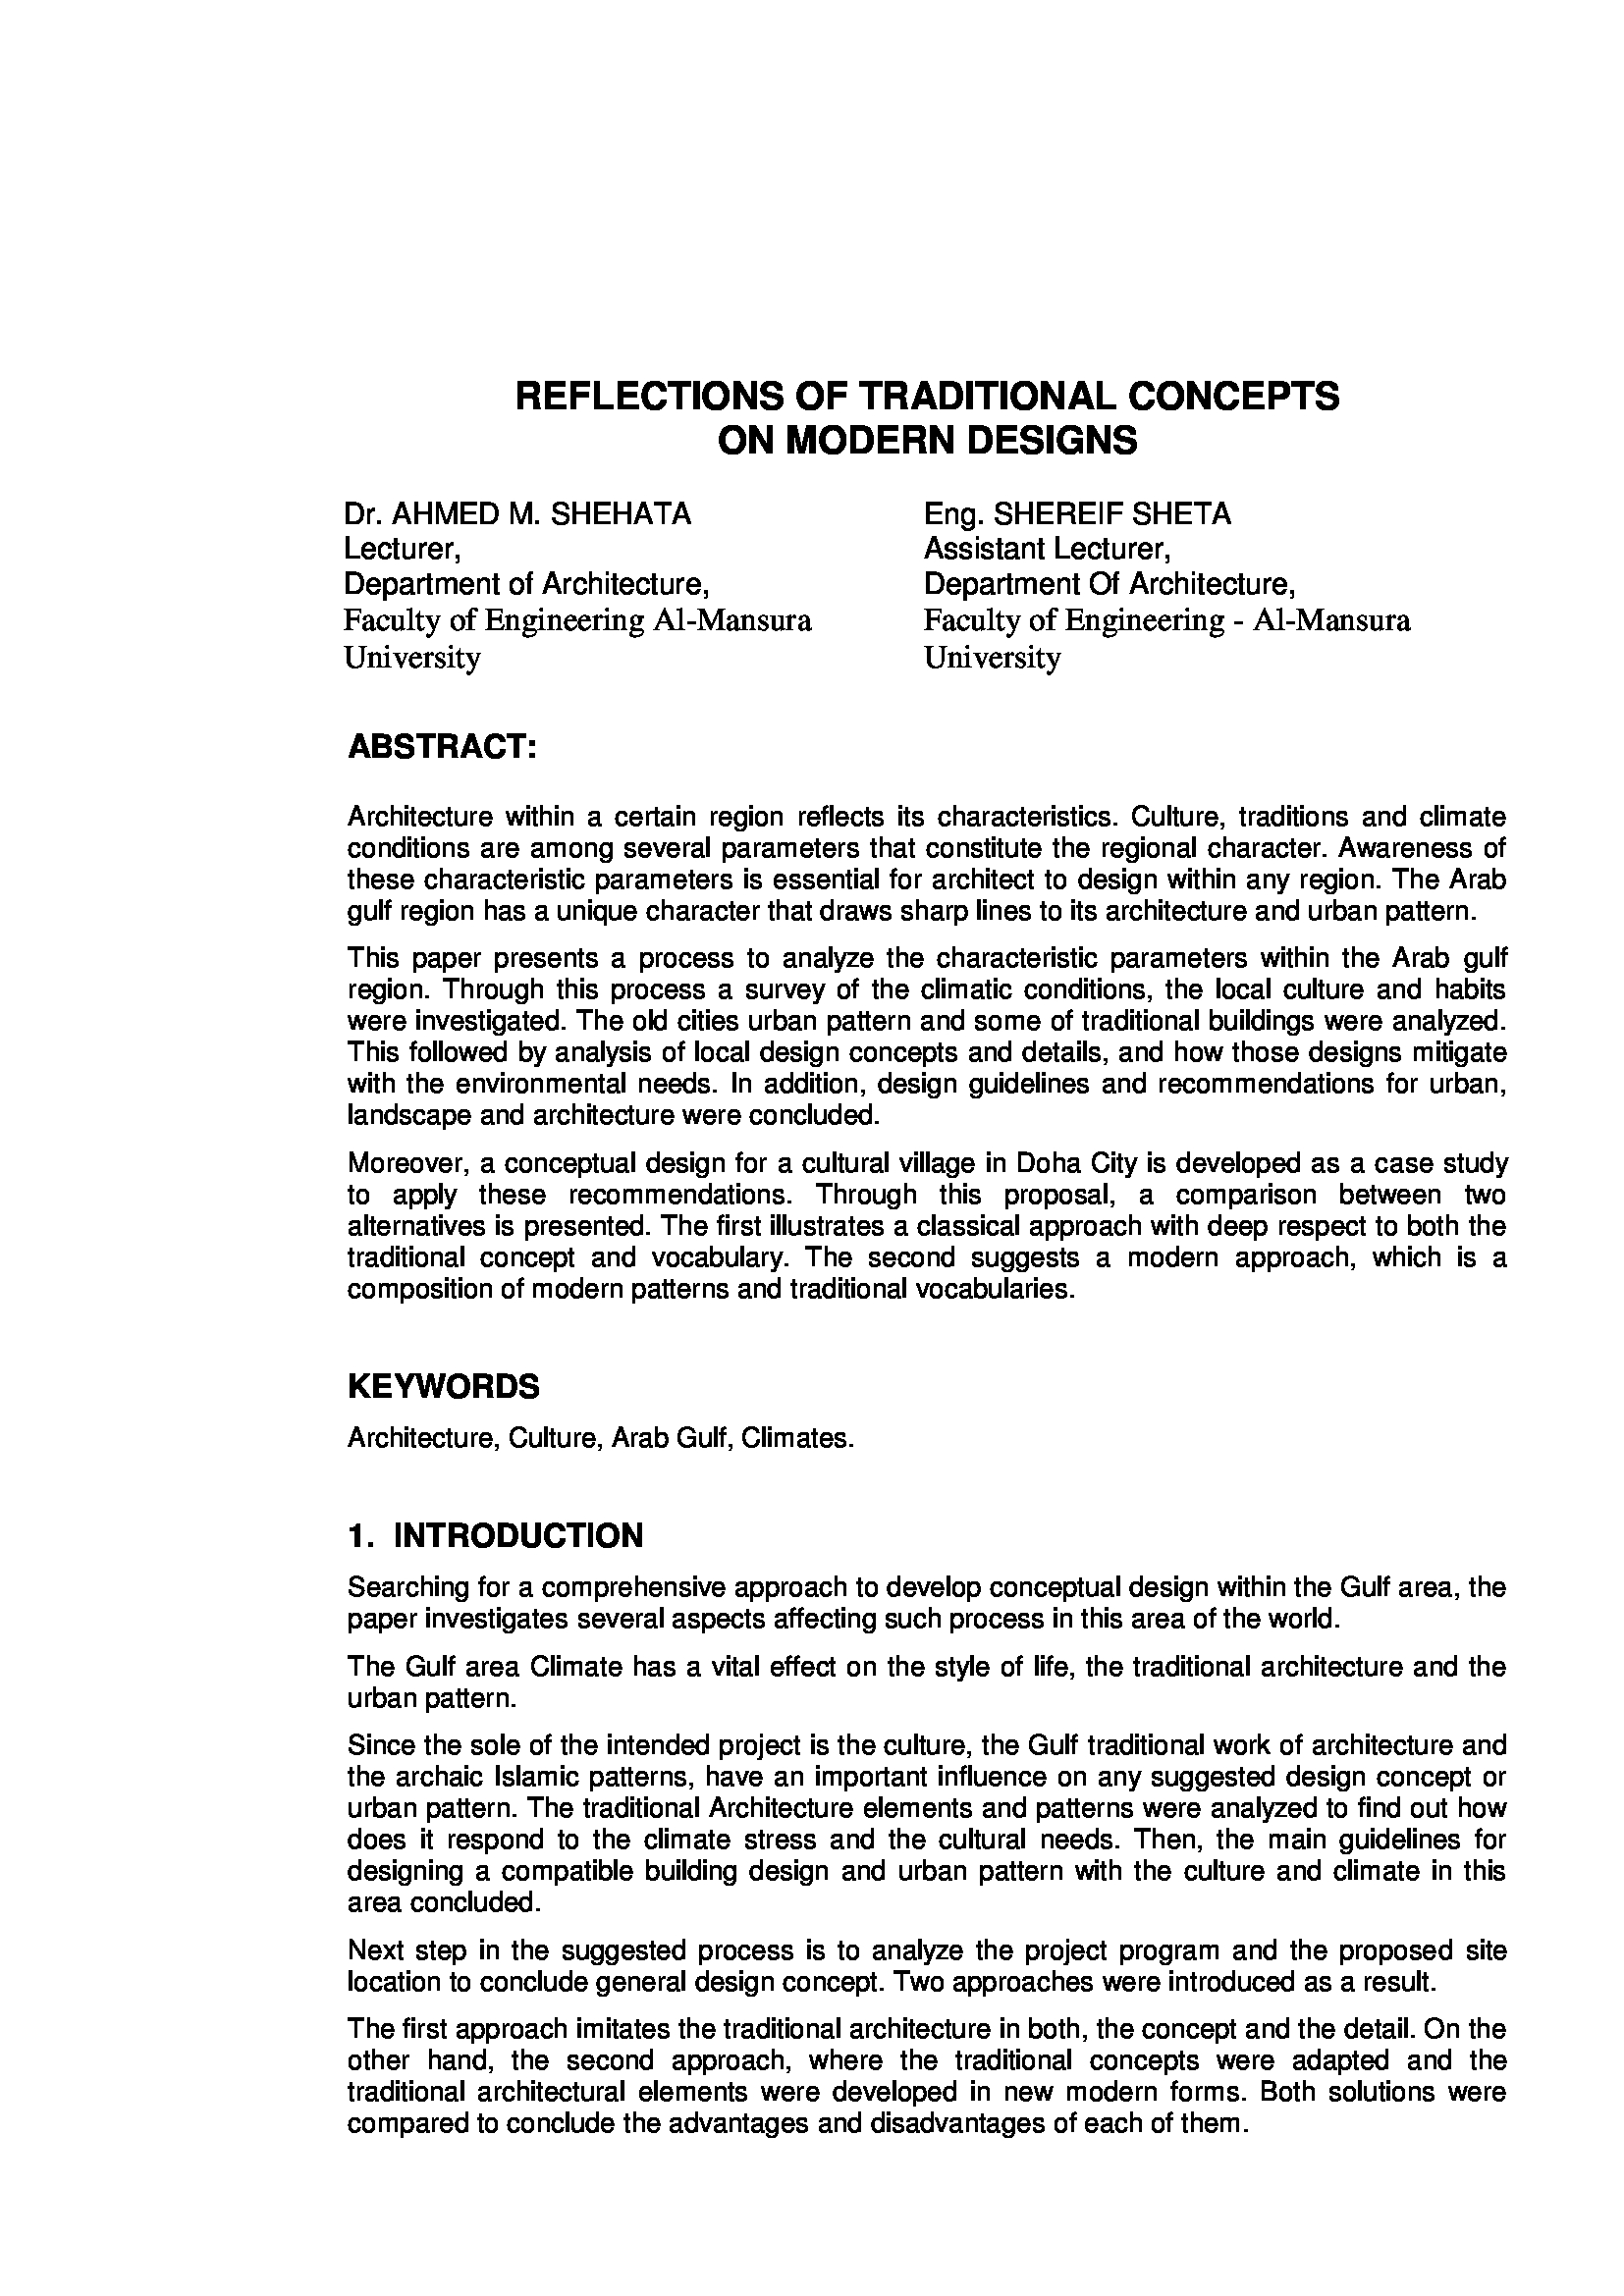 REFLECTIONS OF TRADITIONAL CONCEPTS
ON MODERN DESIGNS
Dr. AHMED M. SHEHATA
Lecturer,
Department of Architecture,
Faculty of Engineering Al-Mansura
University
Eng. SHEREIF SHETA
Assistant Lecturer,
Department Of Architecture,
Faculty of Engineering - Al-Mansura
University
ABSTRACT:
Architecture within a certain region reflects its characteristics. Culture, traditions and climate
conditions are among several parameters that constitute the regional character. Awareness of
these characteristic parameters is essential for architect to design within any region. The Arab
gulf region has a unique character that draws sharp lines to its architecture and urban pattern.
This paper presents a process to analyze the characteristic parameters within the Arab gulf
region. Through this process a survey of the climatic conditions, the local culture and habits
were investigated. The old cities urban pattern and some of traditional buildings were analyzed.
This followed by analysis of local design concepts and details, and how those designs mitigate
with the environmental needs. In addition, design guidelines and recommendations for urban,
landscape and architecture were concluded.
Moreover, a conceptual design for a cultural village in Doha City is developed as a case study
to apply these recommendations. Through this proposal, a comparison between two
alternatives is presented. The first illustrates a classical approach with deep respect to both the
traditional concept and vocabulary. The second suggests a modern approach, which is a
composition of modern patterns and traditional vocabularies.
KEYWORDS
Architecture, Culture, Arab Gulf, Climates.
1. INTRODUCTION
Searching for a comprehensive approach to develop conceptual design within the Gulf area, the
paper investigates several aspects affecting such process in this area of the world.
The Gulf area Climate has a vital effect on the style of life, the traditional architecture and the
urban pattern.
Since the sole of the intended project is the culture, the Gulf traditional work of architecture and
the archaic Islamic patterns, have an important influence on any suggested design concept or
urban pattern. The traditional Architecture elements and patterns were analyzed to find out how
does it respond to the climate stress and the cultural needs. Then, the main guidelines for
designing a compatible building design and urban pattern with the culture and climate in this
area concluded.
Next step in the suggested process is to analyze the project program and the proposed site
location to conclude general design concept. Two approaches were introduced as a result.
The first approach imitates the traditional architecture in both, the concept and the detail. On the
other hand, the second approach, where the traditional concepts were adapted and the
traditional architectural elements were developed in new modern forms. Both solutions were
compared to conclude the advantages and disadvantages of each of them.